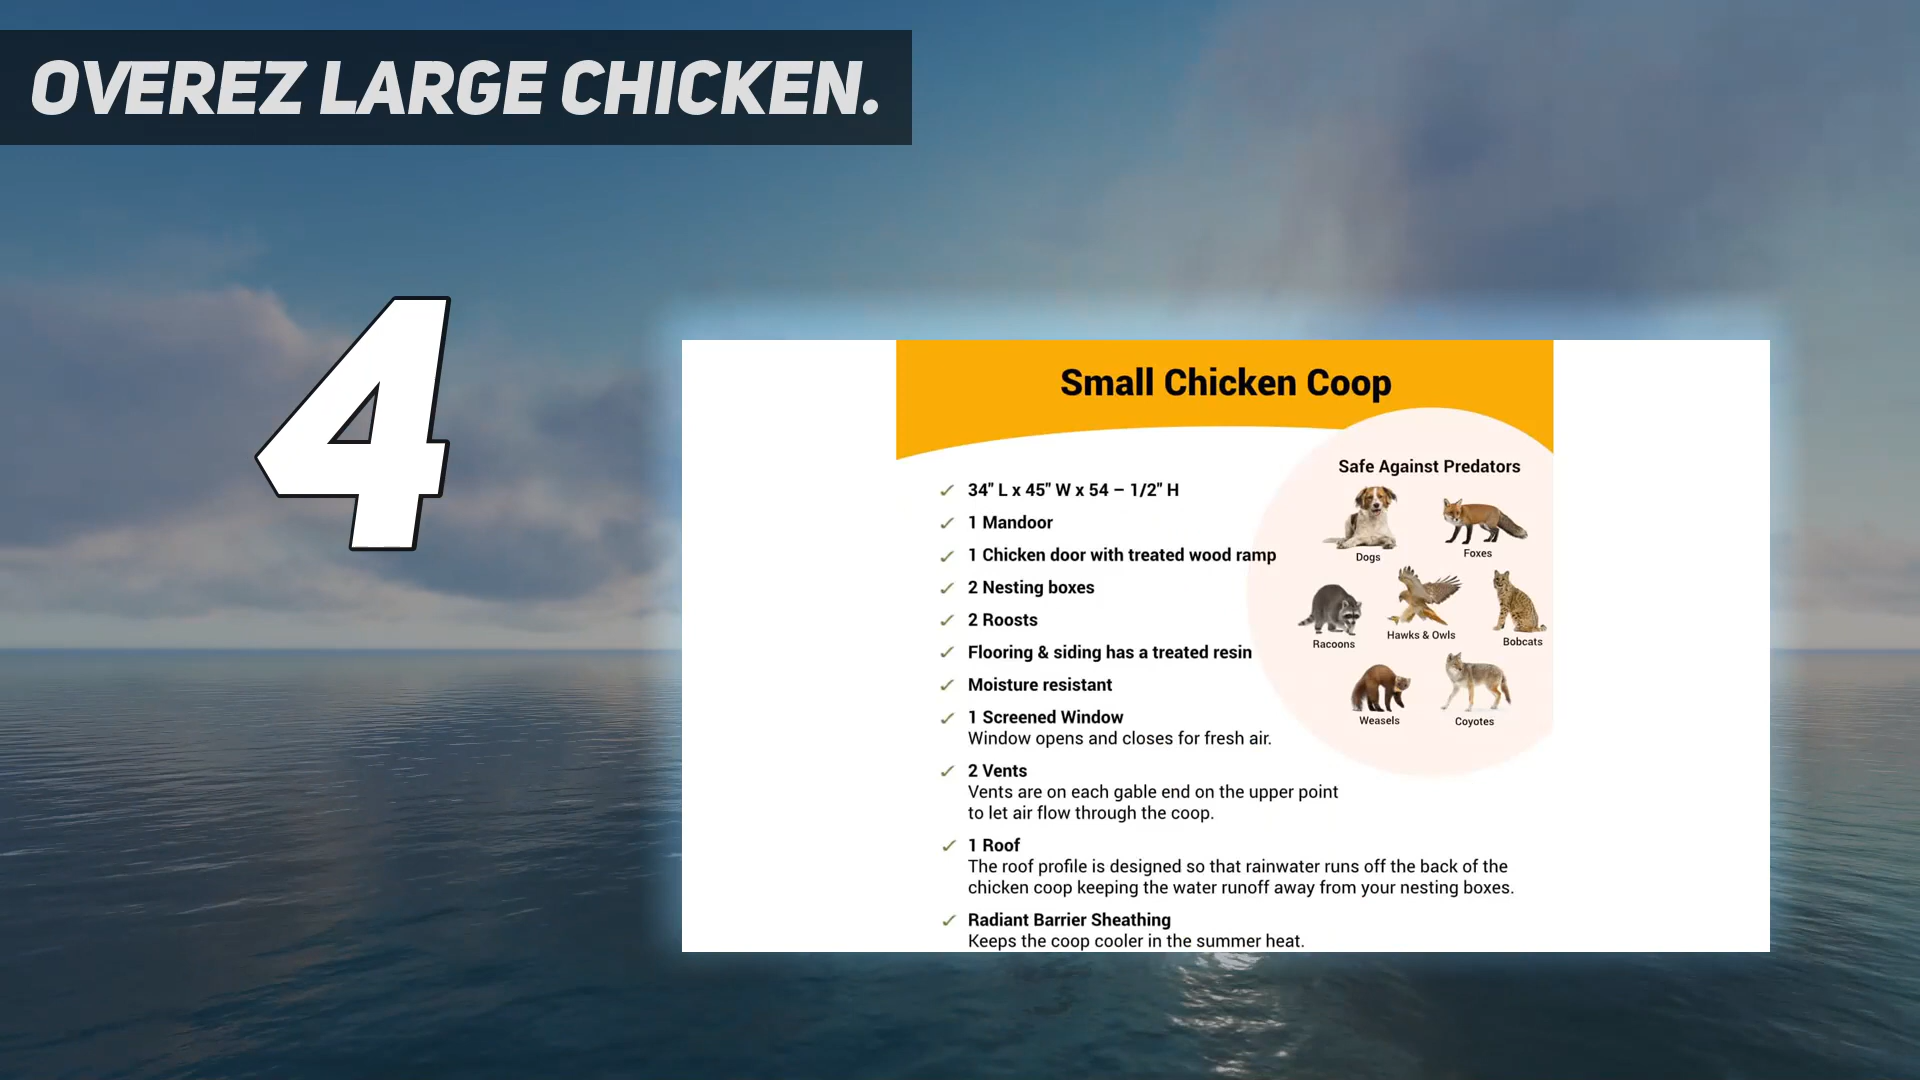 OVEREZ LARGE CHICKEN.
4
Small Chicken Coop
Safe Against Predators
34" L x 45" W x 54 – 1/2" H
1 Mandoor
1 Chicken door with treated wood ramp
2 Nesting boxes
2 Roosts
Flooring & siding has a treated resin
Moisture resistant
1 Screened Window
Window opens and closes for fresh air.
2 Vents
Vents are on each gable end on the upper point
to let air flow through the coop.
1 Roof
The roof profile is designed so that rainwater runs off the back of the
chicken coop keeping the water runoff away from your nesting boxes.
Radiant Barrier Sheathing
Keeps the coop cooler in the summer heat.
Dogs
Foxes
Racoons
Hawks & Owls
Bobcats
Weasels
Coyotes